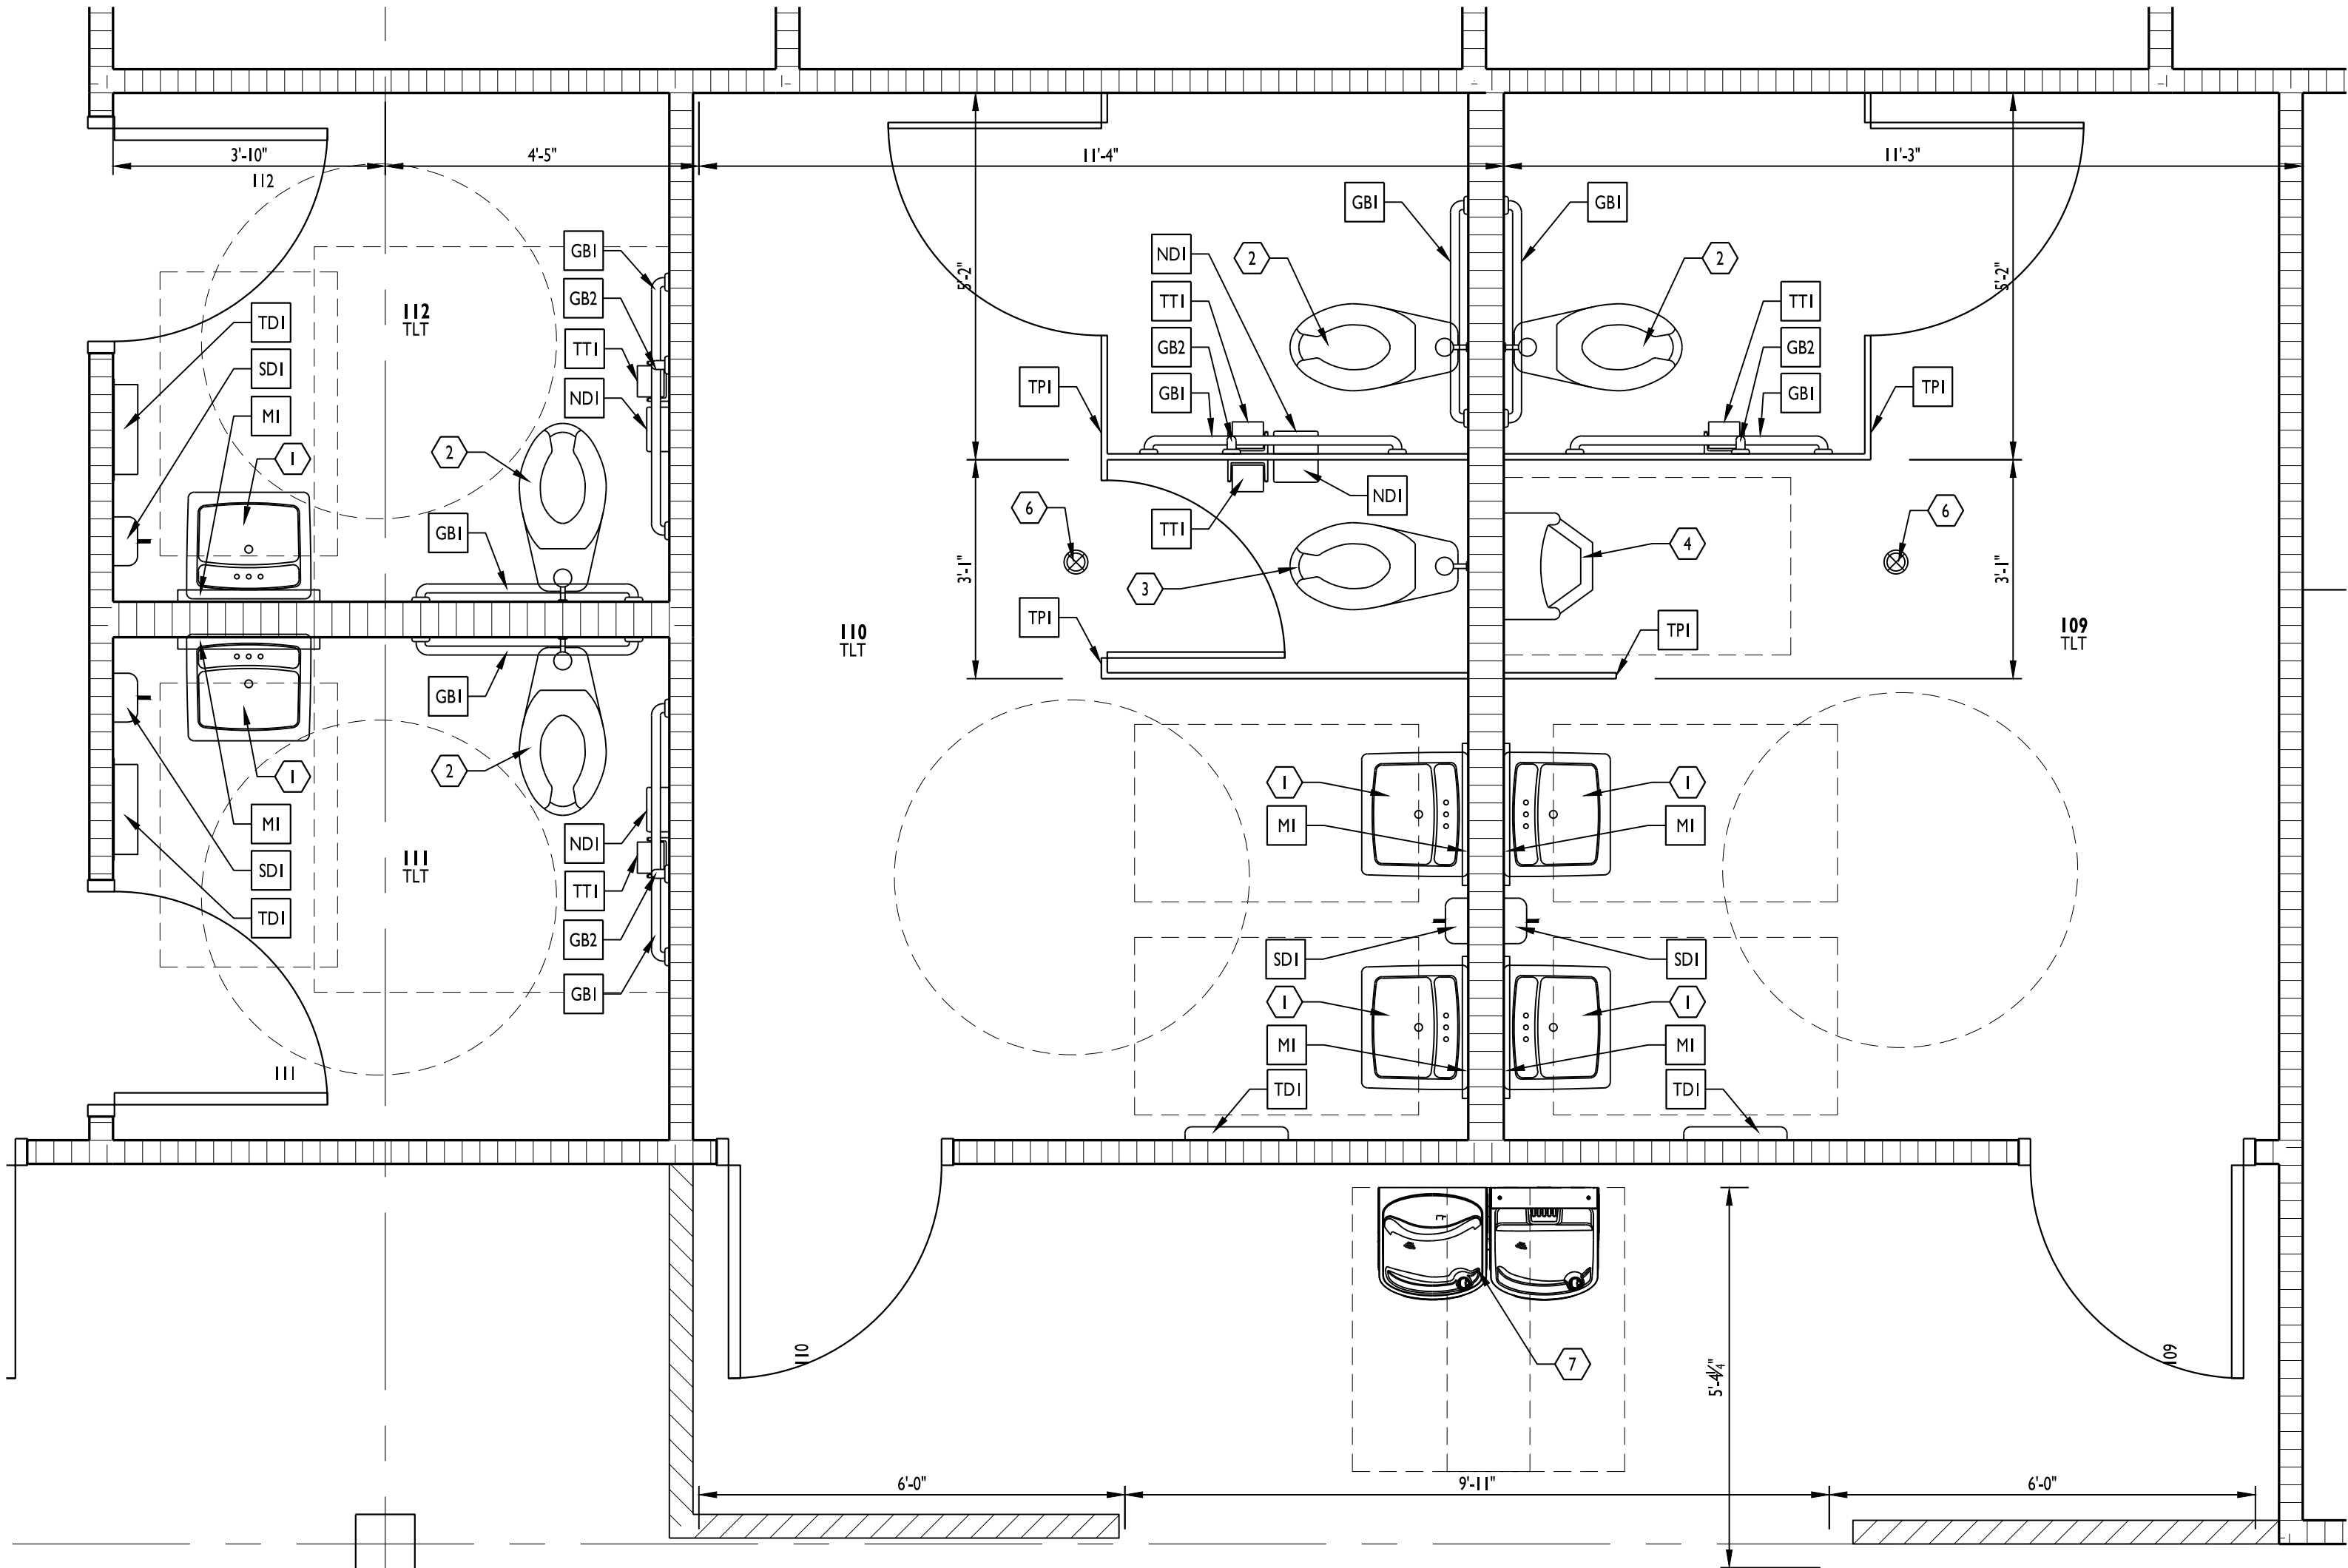 3'-10"
4'-5"
11'-4"
11'-3"
112
GB1
GB1
GB1
ND1
2
2
5'-2"
5'-2"
GB2
TT1
TT1
112
TLT
TD1
TT1
GB2
GB2
SD1
TP1
GB1
GB1
TP1
ND1
M1
2
1
ND1
6
6
TT1
GB1
4
3'-1"
3'-1"
3
TP1
TP1
110
TLT
109
TLT
GB1
2
1
1
1
M1
M1
M1
ND1
111
TLT
SD1
TT1
TD1
GB2
SD1
SD1
GB1
1
1
M1
M1
111
TD1
TD1
110
109
7
5'-4¼"
6'-0"
9'-11"
6'-0"